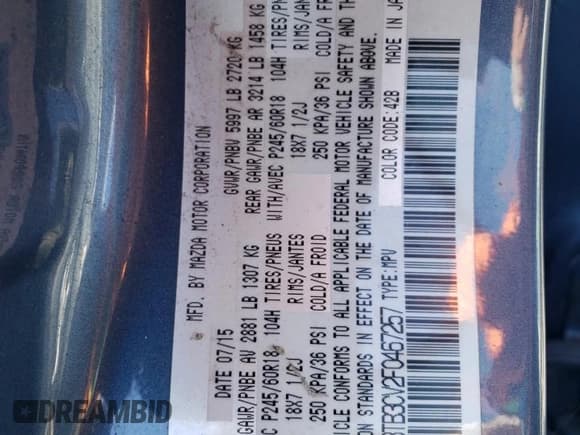 MFD. BY MAZDA MOTOR CORPORATION
DATE 07/15 GVWR/PNBV 5997 LB 2720 KG
GAWR/PNBE AV 2881 LB 1307 KG REAR GAWR/PNBE AR 3214 LB 1458 KG
P245/60R18 104H TIRES/PNEUS WITH/AVEC P245/60R18 104H
18X7 1/2J RIMS/JANTES 18X7 1/2J RIMS/JANTE
250 KPA/36 PSI COLD/A FROID 250 KPA/36 PSI COLD/A FR
CONFORMS TO ALL APPLICABLE FEDERAL MOTOR VEHICLE SAFETY AND
STANDARDS IN EFFECT ON THE DATE OF MANUFACTURE SHOWN ABOVE.
TB3CV2F0467257 TYPE:MPV COLOR CODE:42B MADE IN JA
DREAMBID